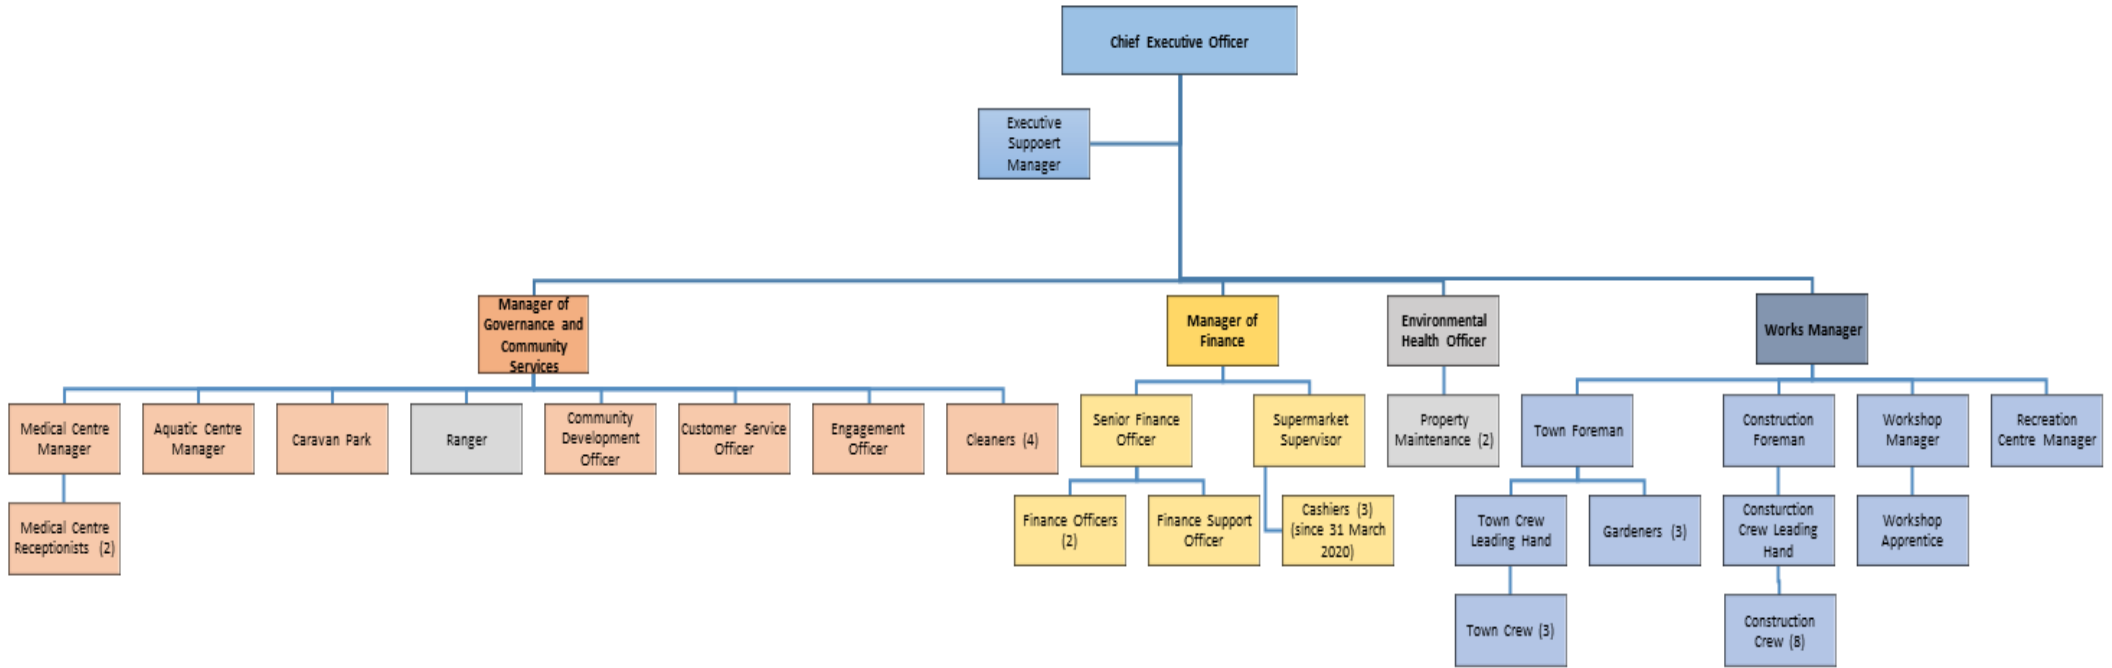 Chief Executive Officer
Executive
Suppoert
Manager
Manager of
Governance and
Community
Services
Manager of
Finance
Environmental
Health Officer
Works Manager
Medical Centre
Manager
Aquatic Centre
Manager
Caravan Park
Ranger
Community
Development
Officer
Customer Service
Officer
Engagement
Officer
Cleaners (4)
Senior Finance
Officer
Supermarket
Supervisor
Property
Maintenance (2)
Town Foreman
Construction
Foreman
Workshop
Manager
Recreation
Centre Manager
Medical Centre
Receptionists (2)
Finance Officers
(2)
Finance Support
Officer
Cashiers (3)
(since 31 March
2020)
Town Crew
Leading Hand
Gardeners (3)
Consturction
Crew Leading
Hand
Workshop
Apprentice
Town Crew (3)
Construction
Crew (8)